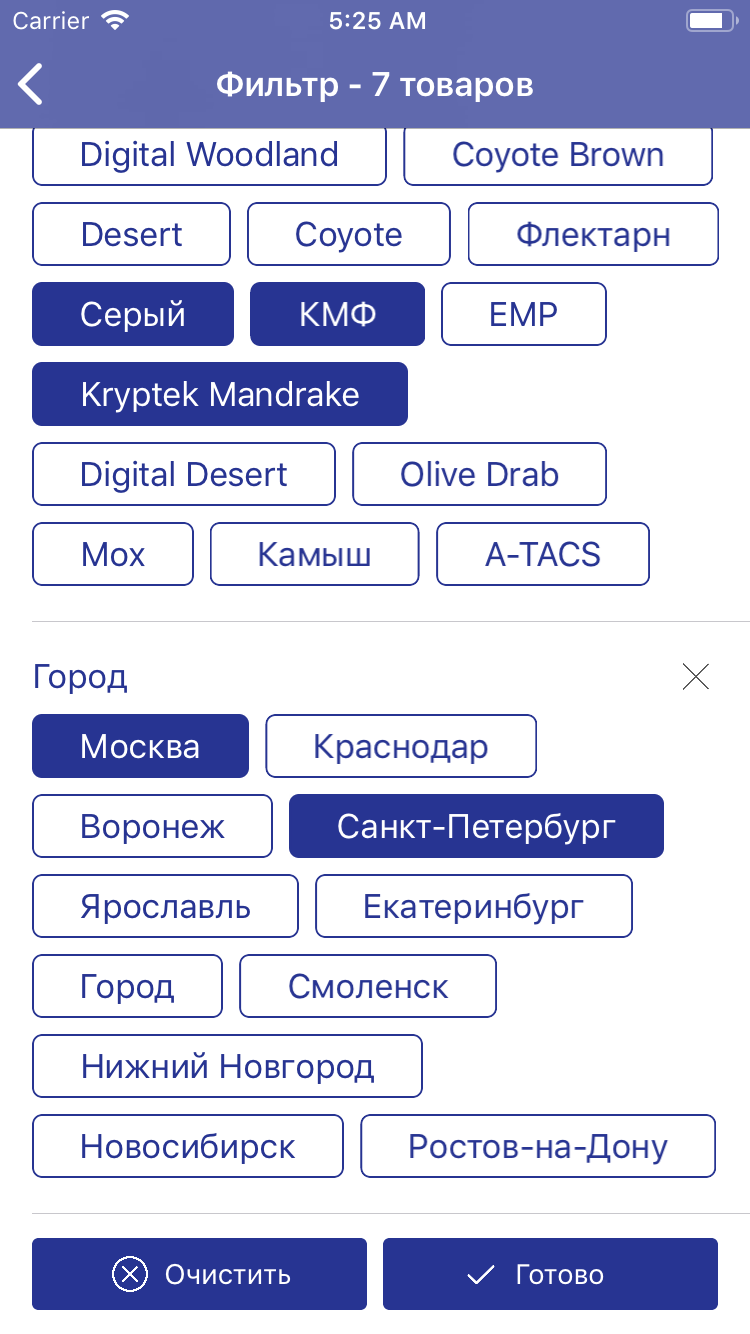 Carrier 5:25 AM
Фильтр - 7 товаров
Digital Woodland Coyote Brown
Desert Coyote Флектарн
Серый КМФ EMP
Kryptek Mandrake
Digital Desert Olive Drab
Мох Камыш A-TACS
Город
Москва Краснодар
Воронеж Санкт-Петербург
Ярославль Екатеринбург
Город Смоленск
Нижний Новгород
Новосибирск Ростов-на-Дону
Очистить Готово